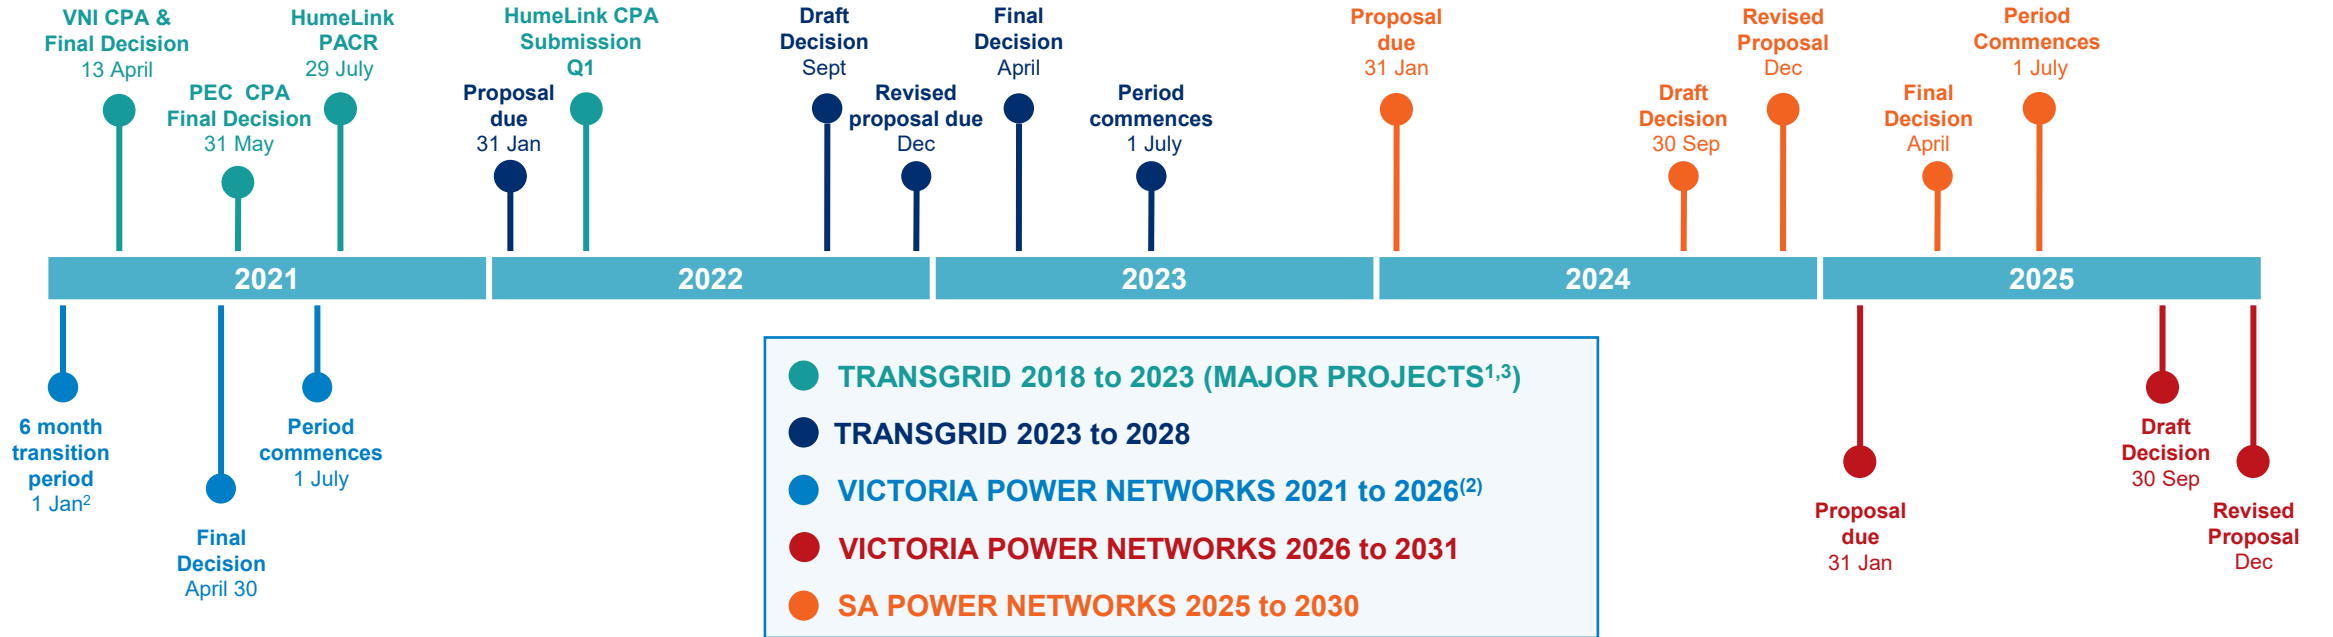 VNI CPA &
Final Decision
13 April
PEC CPA
Final Decision
31 May
HumeLink
PACR
29 July
Proposal
due
31 Jan
HumeLink CPA
Submission
Q1
Draft
Decision
Sept
Revised
proposal due
Dec
Final
Decision
April
Period
commences
1 July
Proposal
due
31 Jan
Draft
Decision
30 Sep
Revised
Proposal
Dec
Final
Decision
April
Period
Commences
1 July
2021
2022
2023
2024
2025
6 month
transition
period
1 Jan²
Final
Decision
April 30
Period
commences
1 July
TRANSGRID 2018 to 2023 (MAJOR PROJECTS¹,³)
TRANSGRID 2023 to 2028
VICTORIA POWER NETWORKS 2021 to 2026⁽²⁾
VICTORIA POWER NETWORKS 2026 to 2031
SA POWER NETWORKS 2025 to 2030
Proposal
due
31 Jan
Draft
Decision
30 Sep
Revised
Proposal
Dec